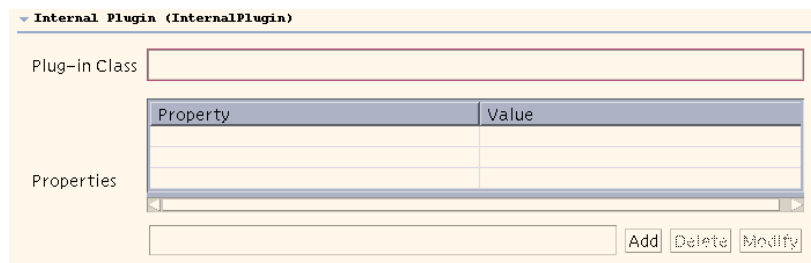 Internal Plugin (InternalPlugin)
Plug-in Class
Property Value
Properties
Add Delete Modify